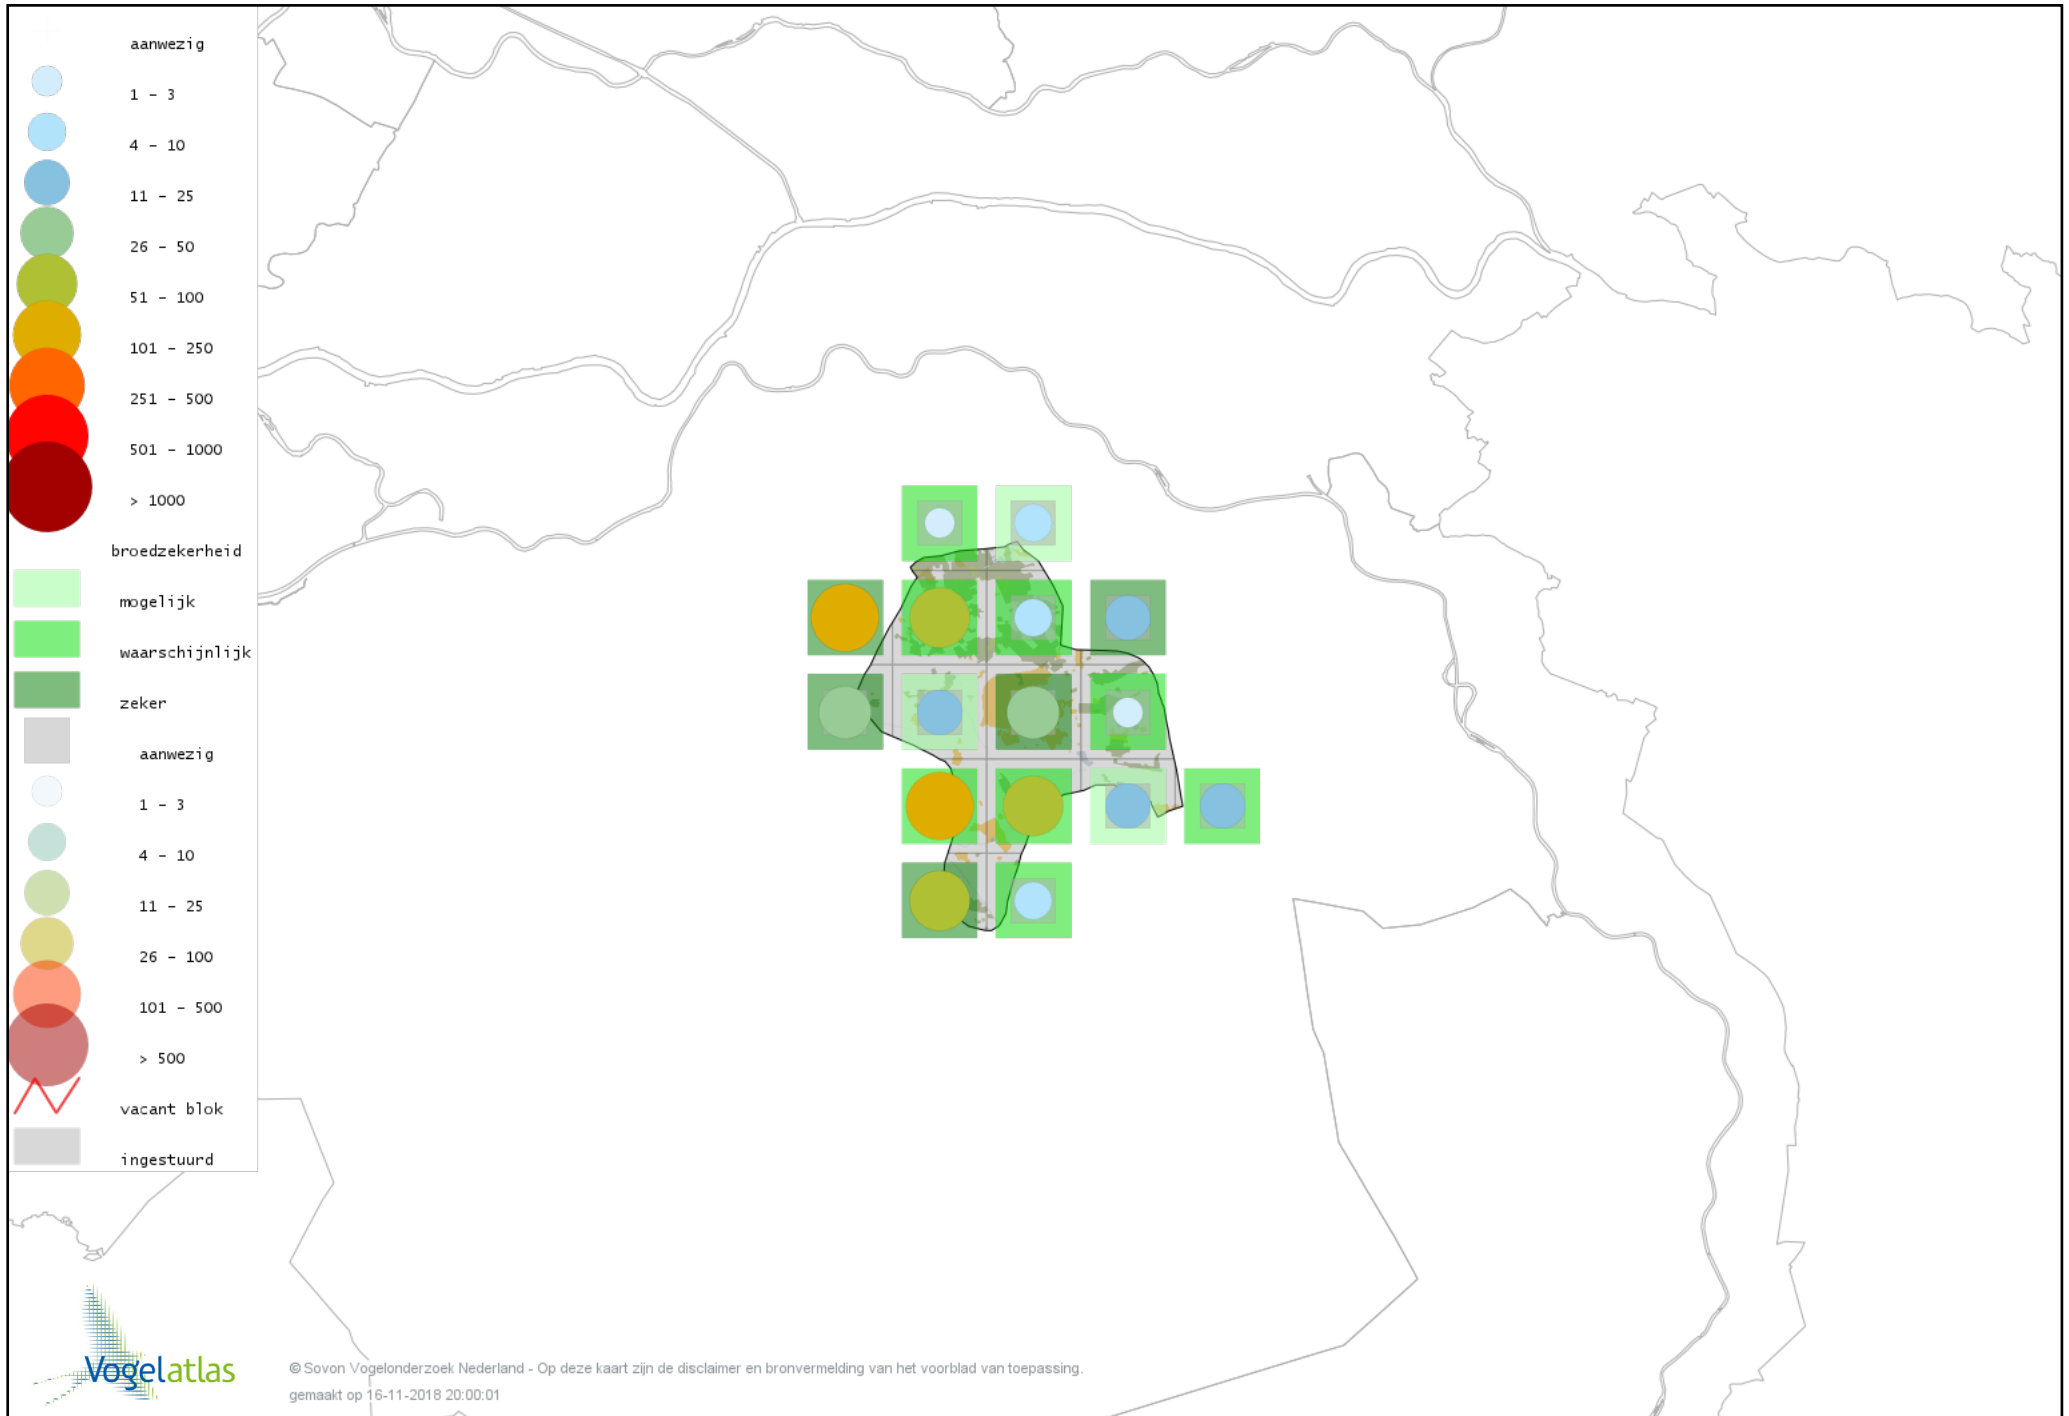 aanwezig
1 - 3
4 - 10
11 - 25
26 - 50
51 - 100
101 - 250
251 - 500
501 - 1000
> 1000
broedzekerheid
mogelijk
waarschijnlijk
zeker
aanwezig
1 - 3
4 - 10
11 - 25
26 - 100
101 - 500
> 500
vacant blok
ingestuurd
Vogelatlas
© Sovon Vogelonderzoek Nederland - Op deze kaart zijn de disclaimer en bronvermelding van het voorblad van toepassing.
gemaakt op 16-11-2018 20:00:01